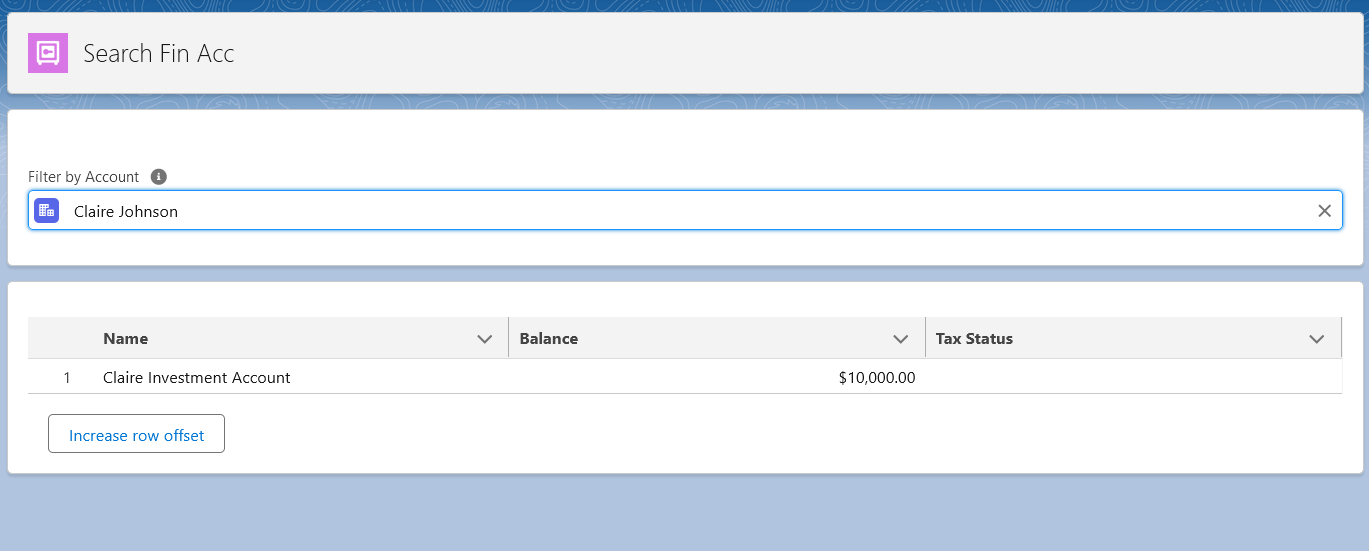 Search Fin Acc
Filter by Account
Claire Johnson
Name Balance Tax Status
1 Claire Investment Account $10,000.00
Increase row offset